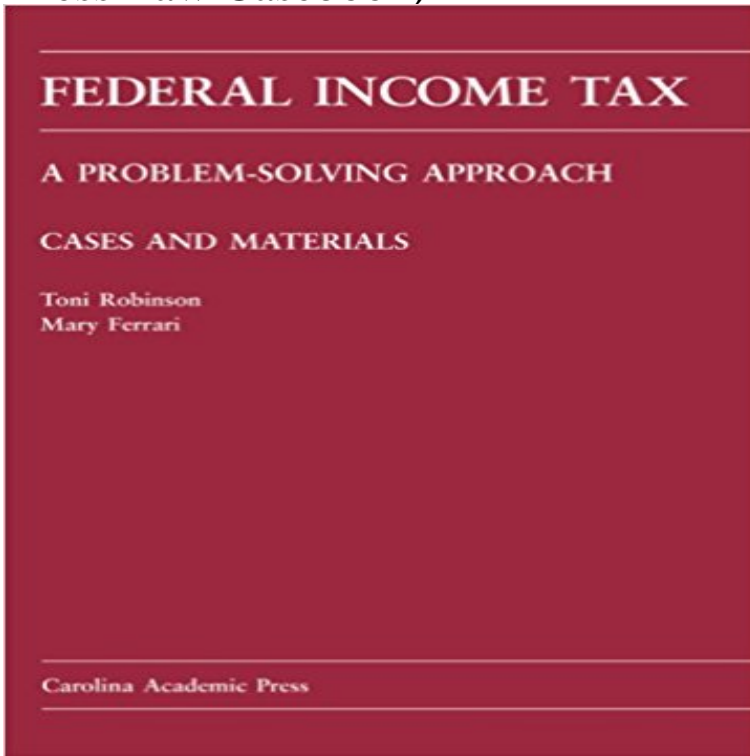 FEDERAL INCOME TAX
A PROBLEM-SOLVING APPROACH
CASES AND MATERIALS
Toni Robinson
Mary Ferrari
Carolina Academic Press